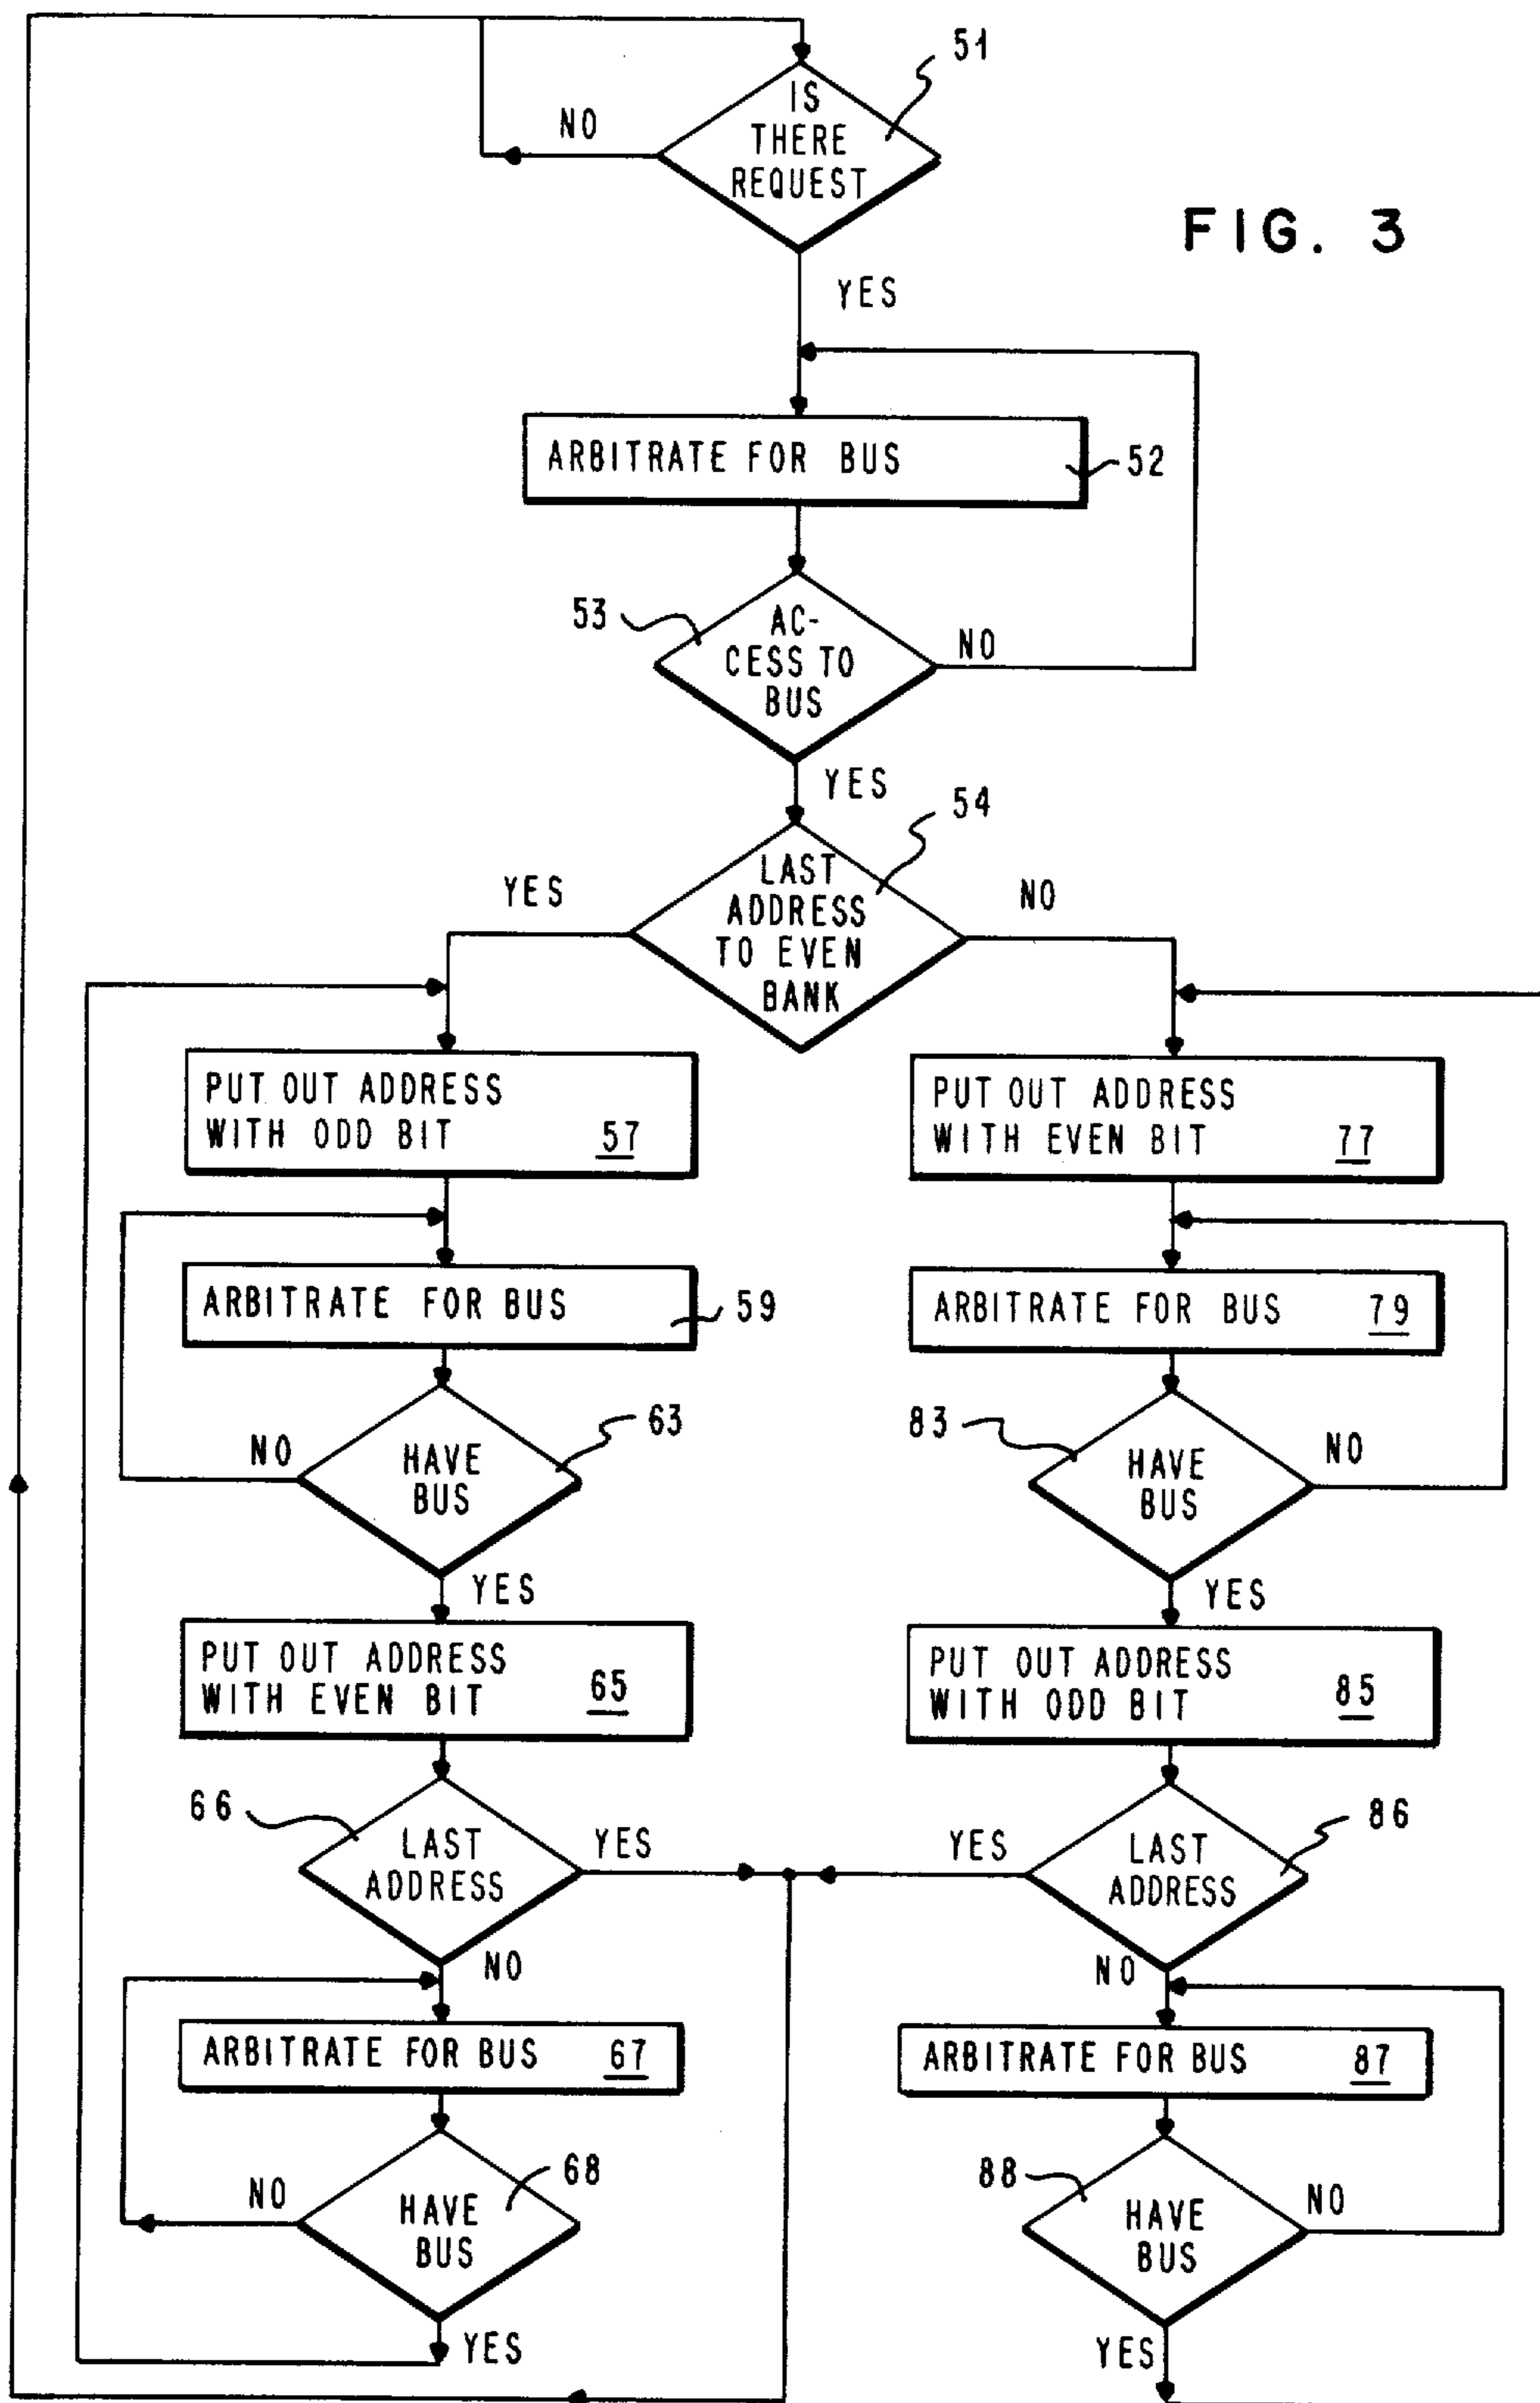 51
IS
THERE
REQUEST
NO
FIG. 3
YES
ARBITRATE FOR BUS
52
53
AC-
CESS TO
BUS
NO
YES
54
LAST
ADDRESS
TO EVEN
BANK
YES
NO
PUT OUT ADDRESS
WITH ODD BIT 57
PUT OUT ADDRESS
WITH EVEN BIT 77
ARBITRATE FOR BUS
59
ARBITRATE FOR BUS 79
63
HAVE
BUS
NO
83
HAVE
BUS
NO
YES
YES
PUT OUT ADDRESS
WITH EVEN BIT 65
PUT OUT ADDRESS
WITH ODD BIT 85
66
LAST
ADDRESS
YES
YES
LAST
ADDRESS
86
NO
NO
ARBITRATE FOR BUS 67
ARBITRATE FOR BUS 87
68
NO
HAVE
BUS
88
HAVE
BUS
NO
YES
YES